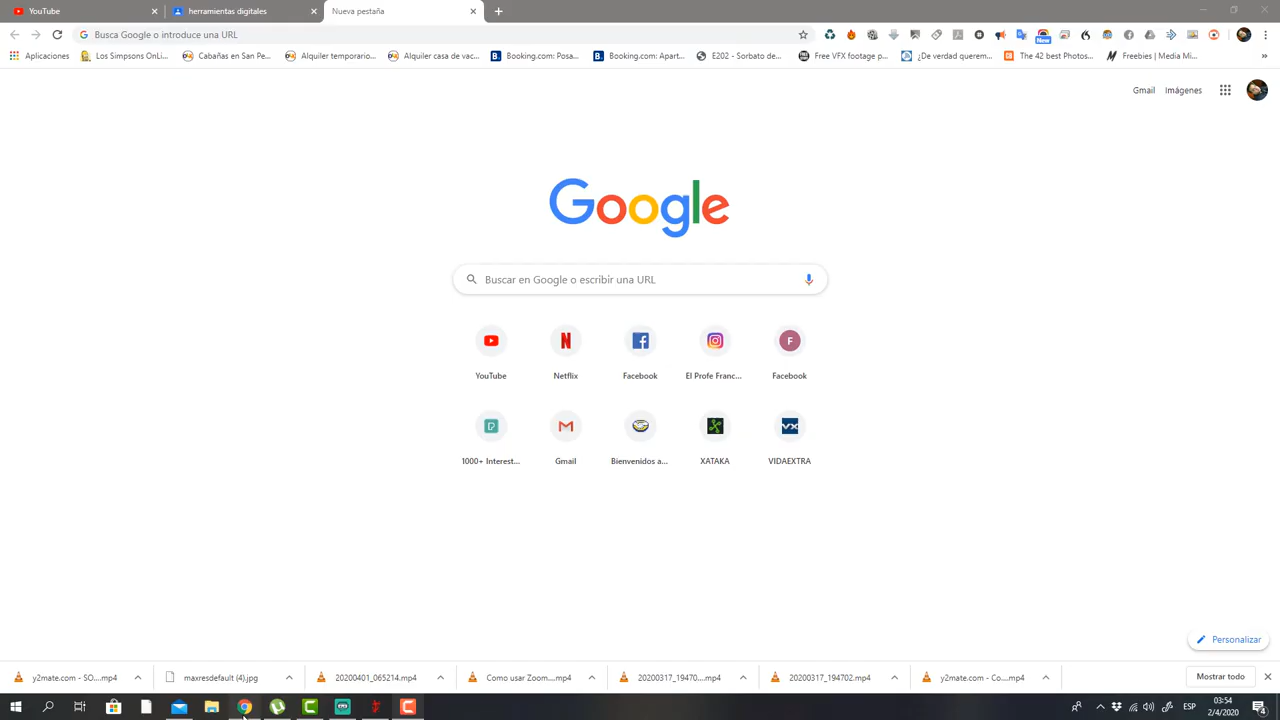 YouTube
herramientas digitales
Nueva pestaña
Busca Google o introduce una URL
New
Aplicaciones
Los Simpsons OnLi...
Cabañas en San Pe...
Alquiler temporario...
Alquiler casa de vac...
Booking.com: Posa...
Booking.com: Apart...
E202 - Sorbato de...
Free VFX footage p...
¿De verdad querem...
The 42 best Photos...
Freebies | Media Mi...
Gmail
Imágenes
Google
Buscar en Google o escribir una URL
YouTube
Netflix
Facebook
El Profe Franc...
Facebook
1000+ Interest...
Gmail
Bienvenidos a...
XATAKA
VIDAEXTRA
Personalizar
y2mate.com - SO....mp4
maxresdefault (4).jpg
20200401_065214.mp4
Como usar Zoom....mp4
20200317_19470....mp4
20200317_194702.mp4
y2mate.com - Co....mp4
Mostrar todo
ESP
03:54
2/4/2020